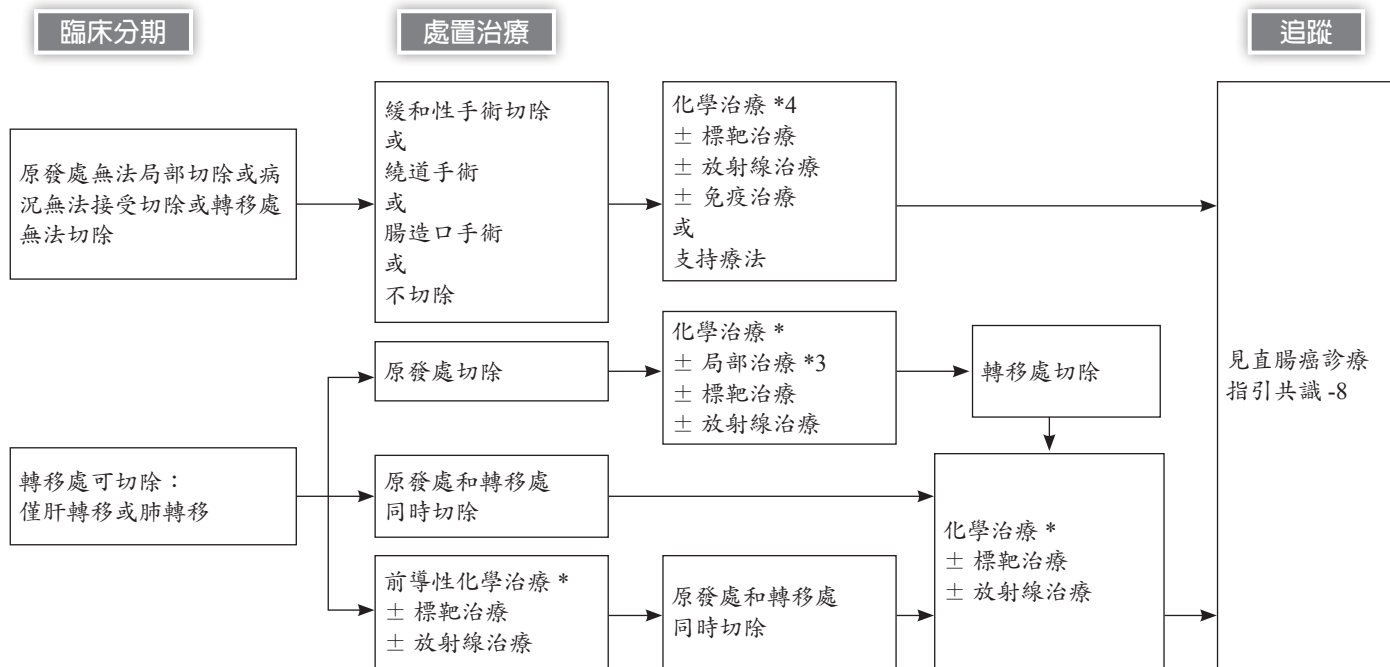 臨床分期
處置治療
追蹤
原發處無法局部切除或病
況無法接受切除或轉移處
無法切除
緩和性手術切除
或
繞道手術
或
腸造口手術
或
不切除
化學治療 *4
± 標靶治療
± 放射線治療
± 免疫治療
或
支持療法
轉移處可切除：
僅肝轉移或肺轉移
原發處切除
化學治療 *
± 局部治療 *3
± 標靶治療
± 放射線治療
轉移處切除
原發處和轉移處
同時切除
前導性化學治療 *
± 標靶治療
± 放射線治療
原發處和轉移處
同時切除
化學治療 *
± 標靶治療
± 放射線治療
見直腸癌診療
指引共識 -8